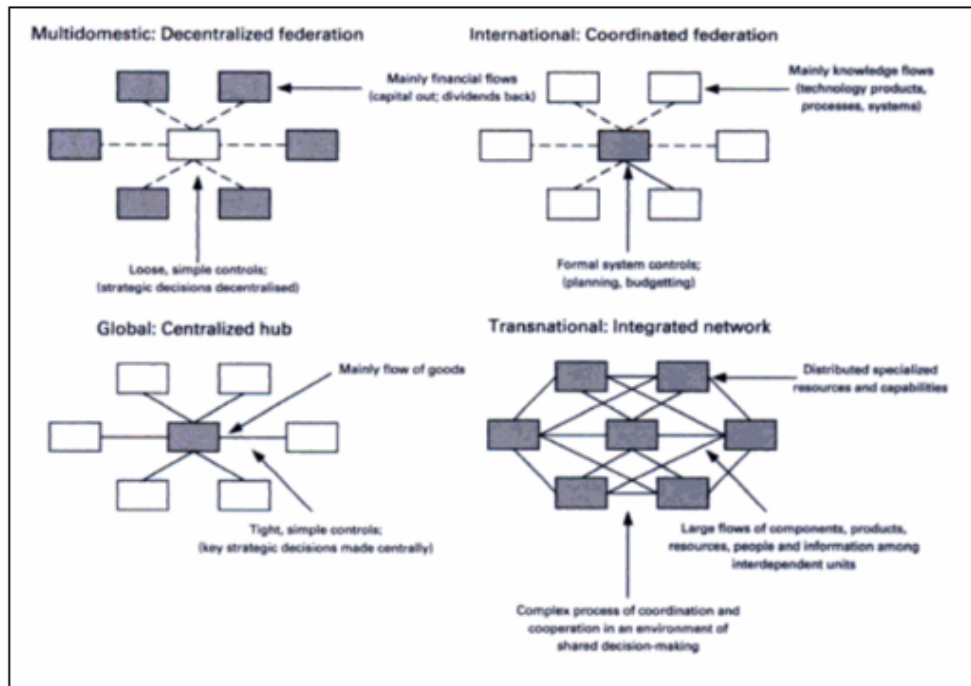 Multidomestic: Decentralized federation
Mainly financial flows
(capital out; dividends back)
Loose, simple controls;
(strategic decisions decentralised)
International: Coordinated federation
Mainly knowledge flows
(technology products,
processes, systems)
Formal system controls;
(planning, budgetting)
Global: Centralized hub
Mainly flow of goods
Tight, simple controls;
(key strategic decisions made centrally)
Transnational: Integrated network
Distributed specialized
resources and capabilities
Large flows of components, products,
resources, people and information among
interdependent units
Complex process of coordination and
cooperation in an environment of
shared decision-making